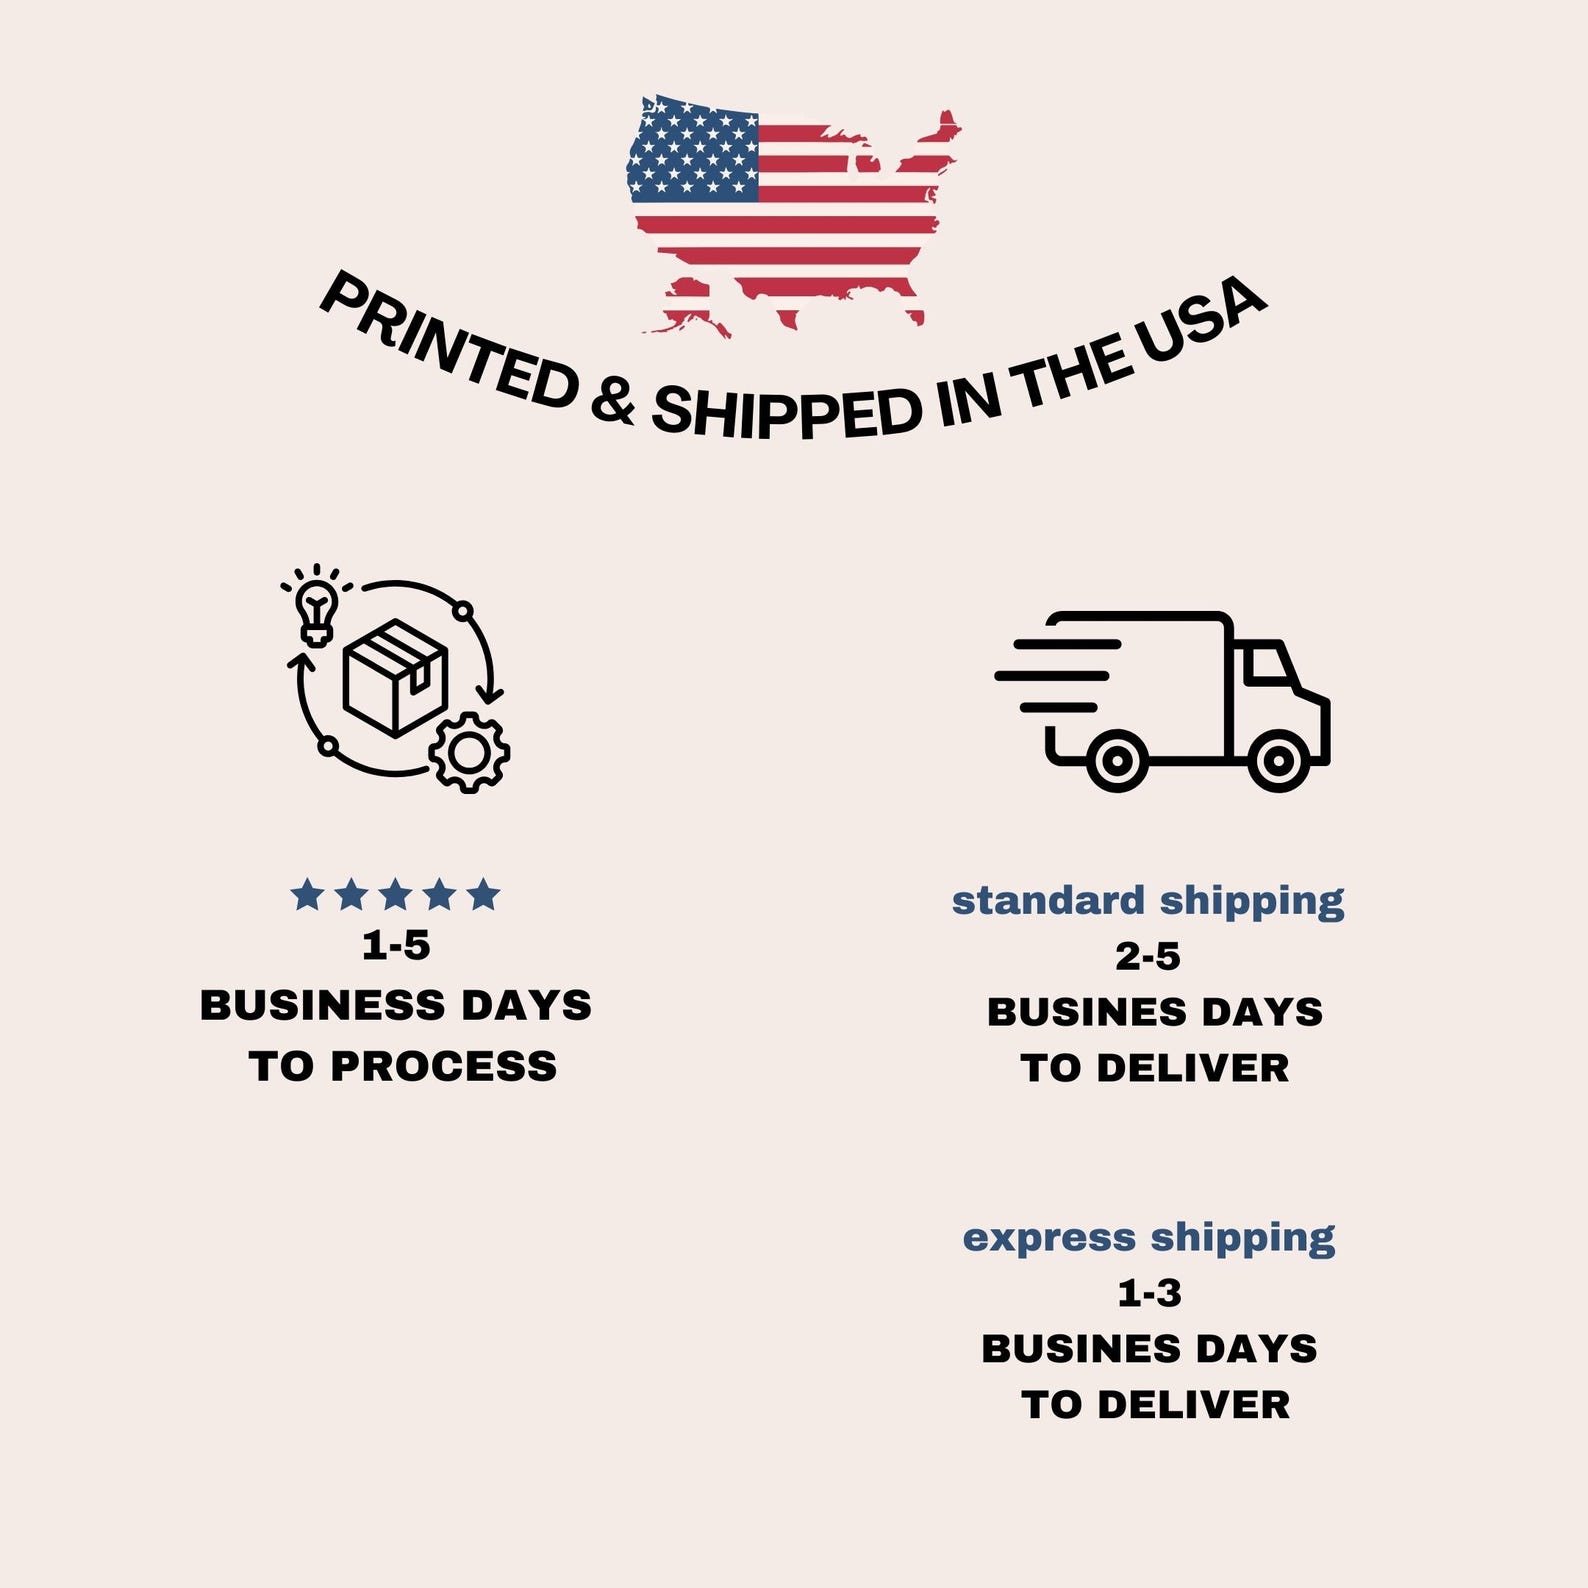 PRINTED & SHIPPED IN THE USA
1-5
BUSINESS DAYS
TO PROCESS
standard shipping
2-5
BUSINES DAYS
TO DELIVER
express shipping
1-3
BUSINES DAYS
TO DELIVER